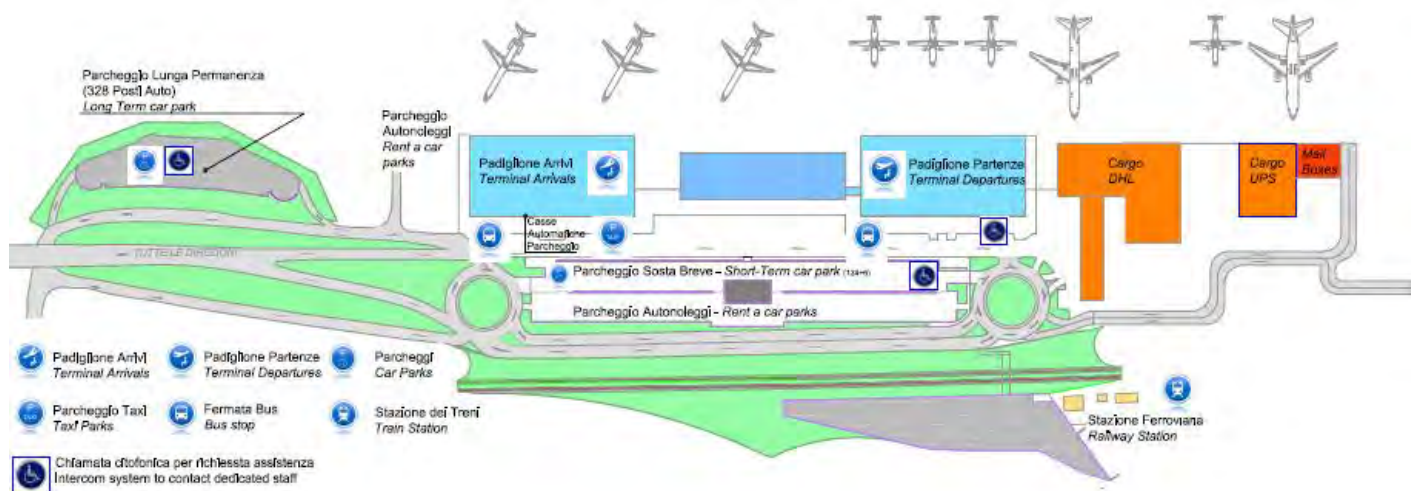 Parcheggio Lunga Permanenza
(328 Posti Auto)
Long Term car park
Parcheggio
Autonoleggi
Rent a car
parks
Padiglione Arrivi
Terminal Arrivals
Padiglione Partenze
Terminal Departures
Cargo
DHL
Cargo
UPS
Mail
Boxes
Casse
Automatiche
Parcheggio
TAXI
TUTTE LE DIREZIONI
Parcheggio Sosta Breve - Short-Term car park
Parcheggio Autonoleggi - Rent a car parks
Padiglione Arrivi
Terminal Arrivals
Padiglione Partenze
Terminal Departures
Parcheggi
Car Parks
Parcheggio Taxi
Taxi Parks
TAXI
Fermata Bus
Bus stop
Stazione dei Treni
Train Station
Stazione Ferroviaria
Railway Station
Chiamata citofonica per richiessta assistenza
Intercom system to contact dedicated staff